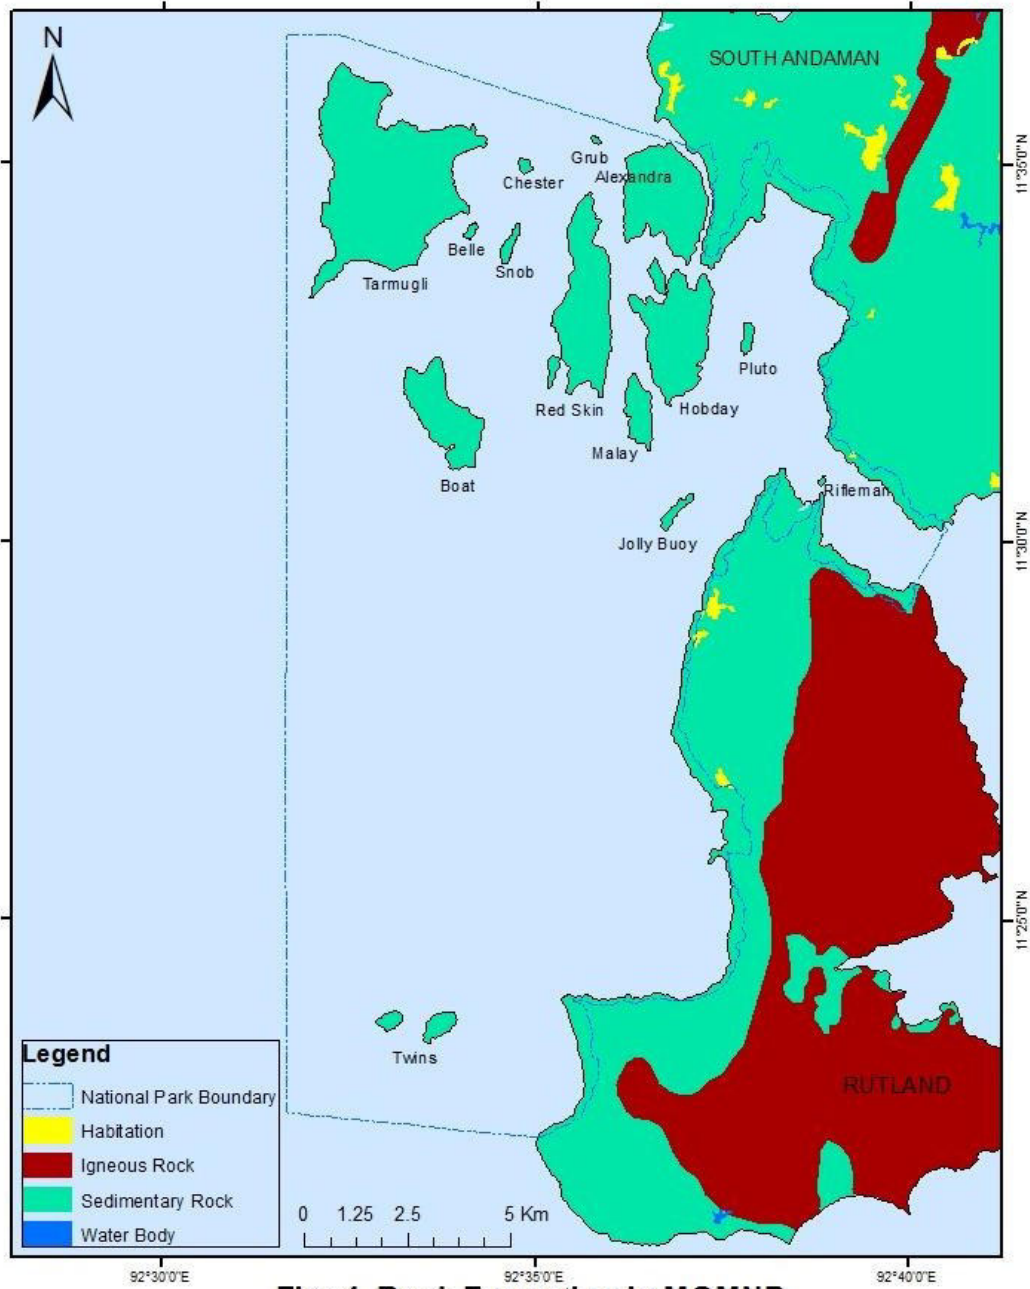 N
SOUTH ANDAMAN
Grub
Chester
Alexandra
Belle
Snob
Tarmugli
Pluto
Red Skin
Hobday
Malay
Boat
Rifleman
Jolly Buoy
Twins
RUTLAND
11°35'0"N
11°30'0"N
11°25'0"N
Legend
National Park Boundary
Habitation
Igneous Rock
Sedimentary Rock
Water Body
0 1.25 2.5 5 Km
92°30'0"E 92°35'0"E 92°40'0"E